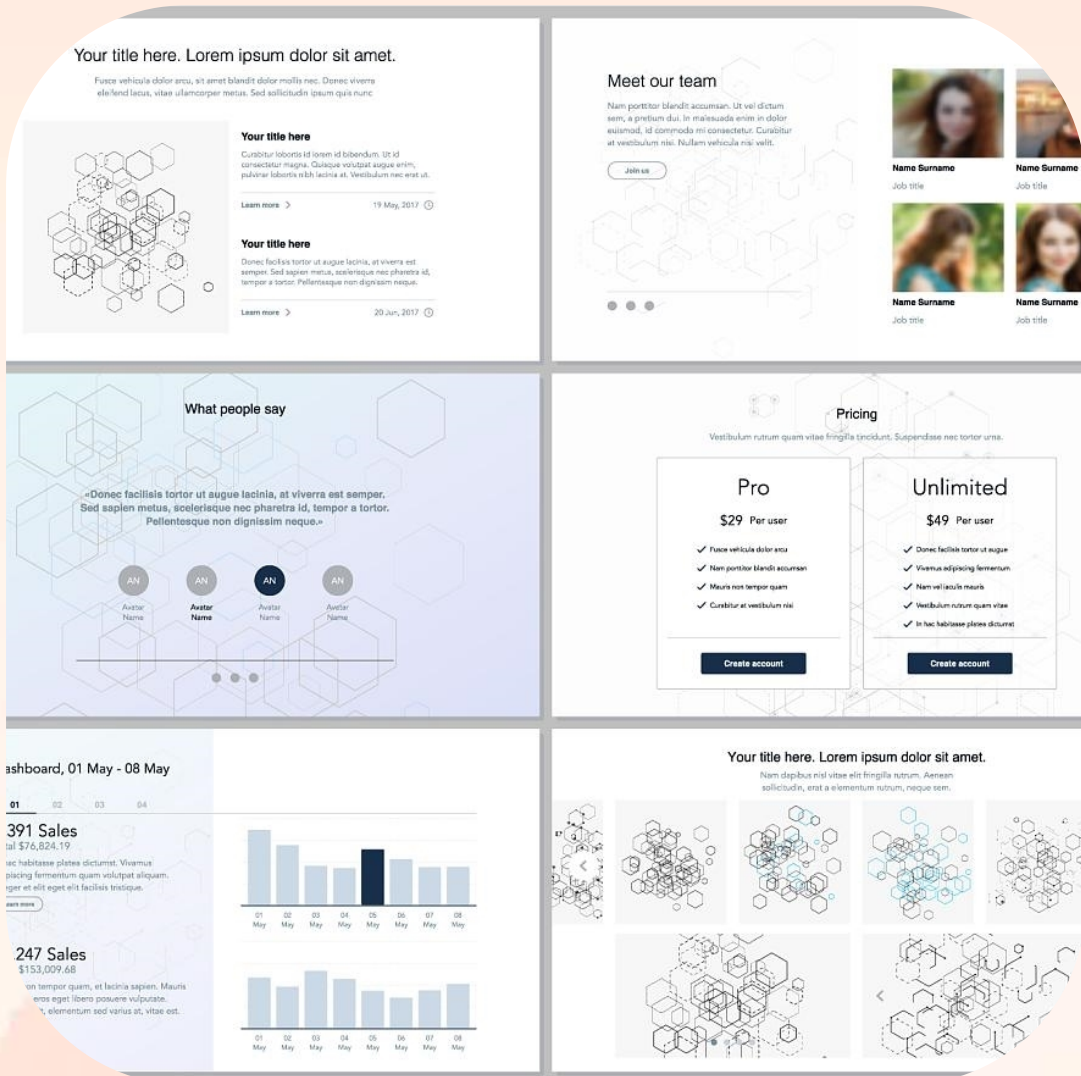 Your title here. Lorem ipsum dolor sit amet.
Fusce vehicula dolor arcu, sit amet blandit dolor mollis nec. Donec viverra
eleifend lacus, vitae ullamcorper metus. Sed sollicitudin ipsum quis nunc
Your title here
Curabitur lobortis id lorem id bibendum. Ut id
consectetur magna. Quisque volutpat augue enim,
pulvinar lobortis nibh lacinia at. Vestibulum nec erat ut.
Learn more
19 May, 2017
Your title here
Donec facilisis tortor ut augue lacinia, at viverra est
semper. Sed sapien metus, scelerisque nec pharetra id,
tempor a tortor. Pellentesque non dignissim neque.
Learn more
20 Jun, 2017
Meet our team
Nam porttitor blandit accumsan. Ut vel dictum
sem, a pretium dui. In malesuada enim in dolor
euismod, id commodo mi consectetur. Curabitur
at vestibulum nisi. Nullam vehicula nisi velit.
Join us
Name Surname
Job title
Name Surname
Job title
Name Surname
Job title
Name Surname
Job title
What people say
«Donec facilisis tortor ut augue lacinia, at viverra est semper.
Sed sapien metus, scelerisque nec pharetra id, tempor a tortor.
Pellentesque non dignissim neque.»
AN AN AN AN
Avatar Avatar Avatar Avatar
Name Name Name Name
Pricing
Vestibulum rutrum quam vitae fringilla tincidunt. Suspendisse nec tortor urna.
Pro
$29 Per user
Fusce vehicula dolor arcu
Nam porttitor blandit accumsan
Mauris non tempor quam
Curabitur at vestibulum nisi
Create account
Unlimited
$49 Per user
Donec facilisis tortor ut augue
Vivamus adipiscing fermentum
Nam vel iaculis mauris
Vestibulum rutrum quam vitae
In hac habitasse platea dictumst
Create account
ashboard, 01 May - 08 May
01 02 03 04
391 Sales
tal $76,824.19
hac habitasse platea dictumst. Vivamus
piscing fermentum quam volutpat aliquam.
eger et elit eget elit facilisis tristique.
earn more
01 02 03 04 05 06 07 08
May May May May May May May May
247 Sales
$153,009.68
on tempor quam, et lacinia sapien. Mauris
eros eget libero posuere vulputate.
elementum sed varius at, vitae est.
01 02 03 04 05 06 07 08
May May May May May May May May
Your title here. Lorem ipsum dolor sit amet.
Nam dapibus nisl vitae elit fringilla rutrum. Aenean
sollicitudin, erat a elementum rutrum, neque sem.